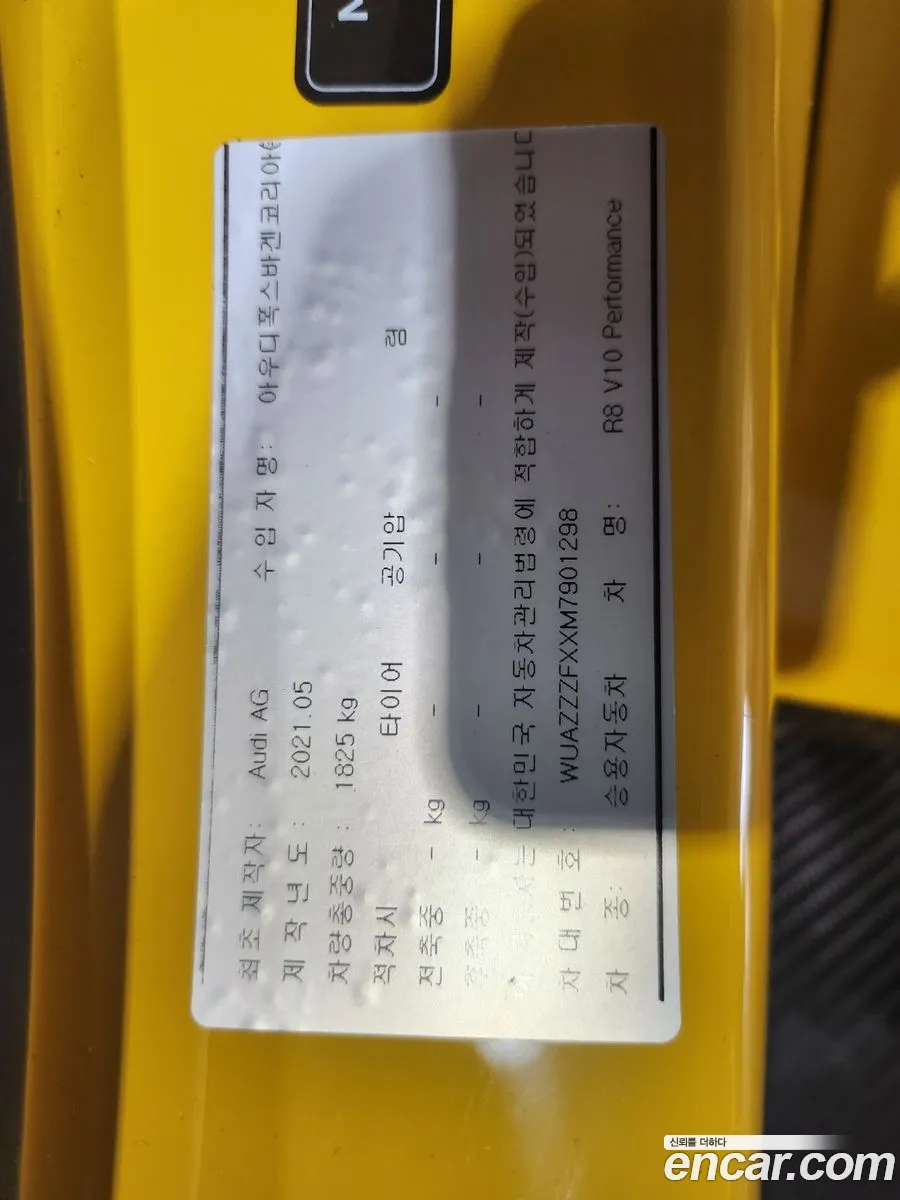 N
최초 제작자: Audi AG 수 입 자 명: 아우디폭스바겐코리아㈜
제 작 년 도 : 2021.05
차량총중량 : 1825 kg
적차시 타이어 공기압 림
전축중 - kg - - -
후축중 - kg - - -
대한민국 자동차관리법령에 적합하게 제작(수입)되었습니다
차 대 번 호 : WUAZZZFXXM7901298
차 종: 승용자동차 차 명: R8 V10 Perfomance
신뢰를 더하다
encar.com